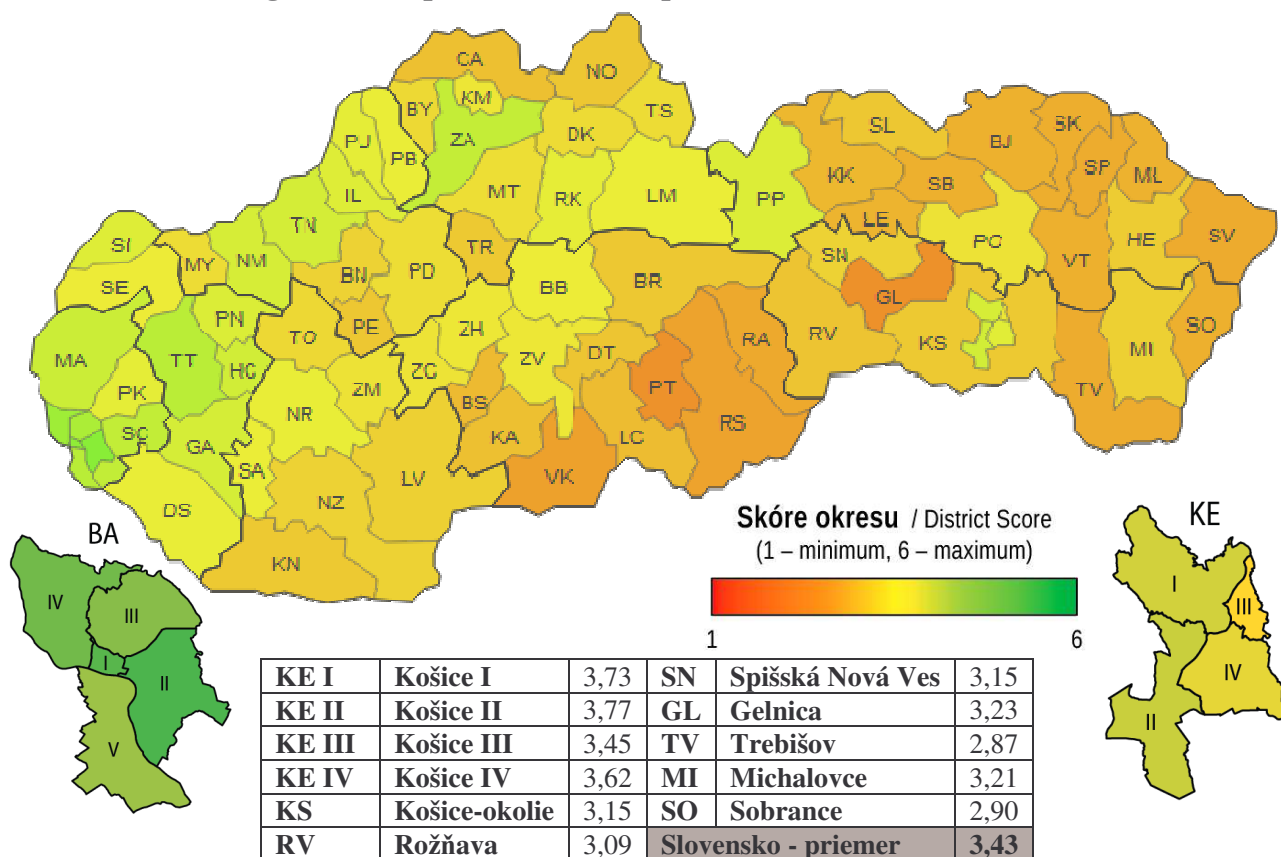 CA
NO
BY
KM
TS
PU
PB
ZA
DK
SL
BJ
SK
SP
ML
KK
SB
IL
MT
RK
LM
PP
LE
PO
HE
SV
TN
SI
MY
NM
BN
PD
TR
SN
VT
SE
BB
BR
GL
PN
TO
PE
ZH
ZV
DT
RA
RV
KS
MI
SO
MA
TT
HC
ZC
PK
ZM
BS
PT
TV
SC
NR
GA
SA
KA
LC
RS
LV
VK
DS
NZ
KN
BA
IV
III
I
II
V
Skóre okresu / District Score
(1 – minimum, 6 – maximum)
1 6
KE
I
III
IV
II
KE I Košice I 3,73 SN Spišská Nová Ves 3,15
KE II Košice II 3,77 GL Gelnica 3,23
KE III Košice III 3,45 TV Trebišov 2,87
KE IV Košice IV 3,62 MI Michalovce 3,21
KS Košice-okolie 3,15 SO Sobrance 2,90
RV Rožňava 3,09 Slovensko - priemer 3,43